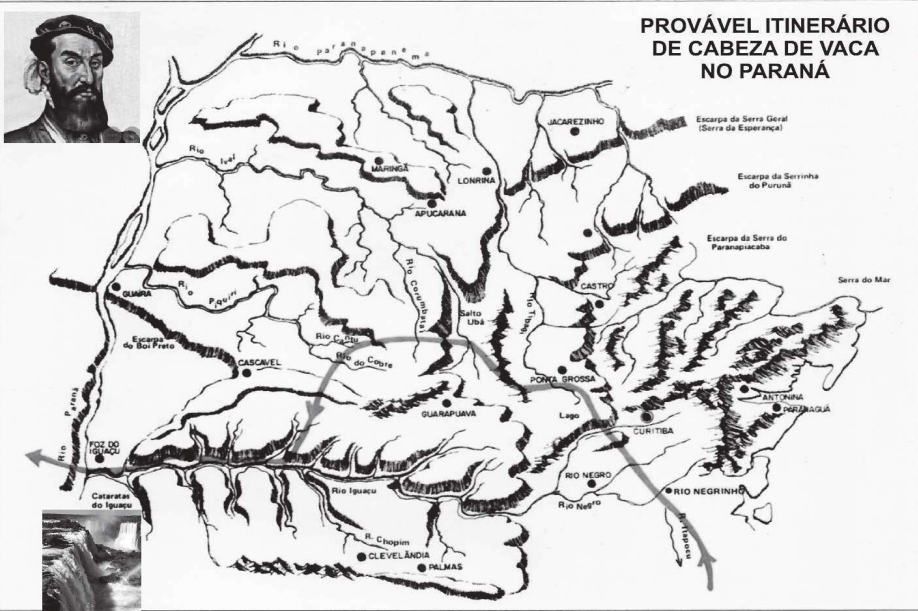 PROVÁVEL ITINERÁRIO
DE CABEZA DE VACA
NO PARANÁ
Rio Paranapanema
JACAREZINHO
Escarpa da Serra Geral
(Serra da Esperança)
Rio Ivaí
MARINGÁ
LONRINA
Escarpa da Serrinha
do Purunã
APUCARANA
Escarpa da Serra do
Paranapiacaba
Rio Corumbataí
Serra do Mar
GUAÍRA
Rio Piquiri
CASTRO
Rio Tibagi
Salto
Ubá
Escarpa
do Boi Preto
Rio Cantu
Rio do Cobre
CASCAVEL
PONTA GROSSA
Rio Paraná
GUARAPUAVA
Lago
ANTONINA
PARANAGUÁ
CURITIBA
FOZ DO
IGUAÇU
RIO NEGRO
Cataratas
do Iguaçu
Rio Iguaçu
Rio Negro
RIO NEGRINHO
R. Itapocu
R. Chopim
CLEVELÂNDIA
PALMAS